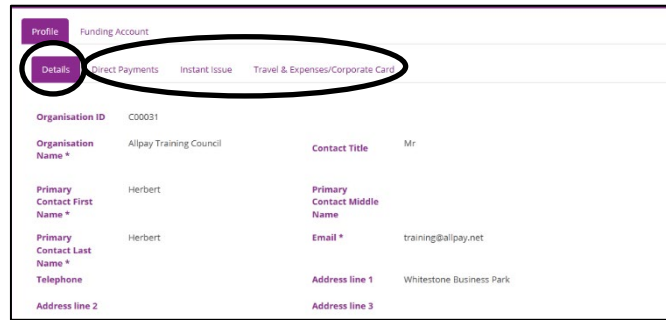 Profile Funding Account
Details Direct Payments Instant Issue Travel & Expenses/Corporate Card
Organisation ID C00031
Organisation Name * Allpay Training Council Contact Title Mr
Primary Contact First Name * Herbert Primary Contact Middle Name
Primary Contact Last Name * Herbert Email * training@allpay.net
Telephone Address line 1 Whitestone Business Park
Address line 2 Address line 3